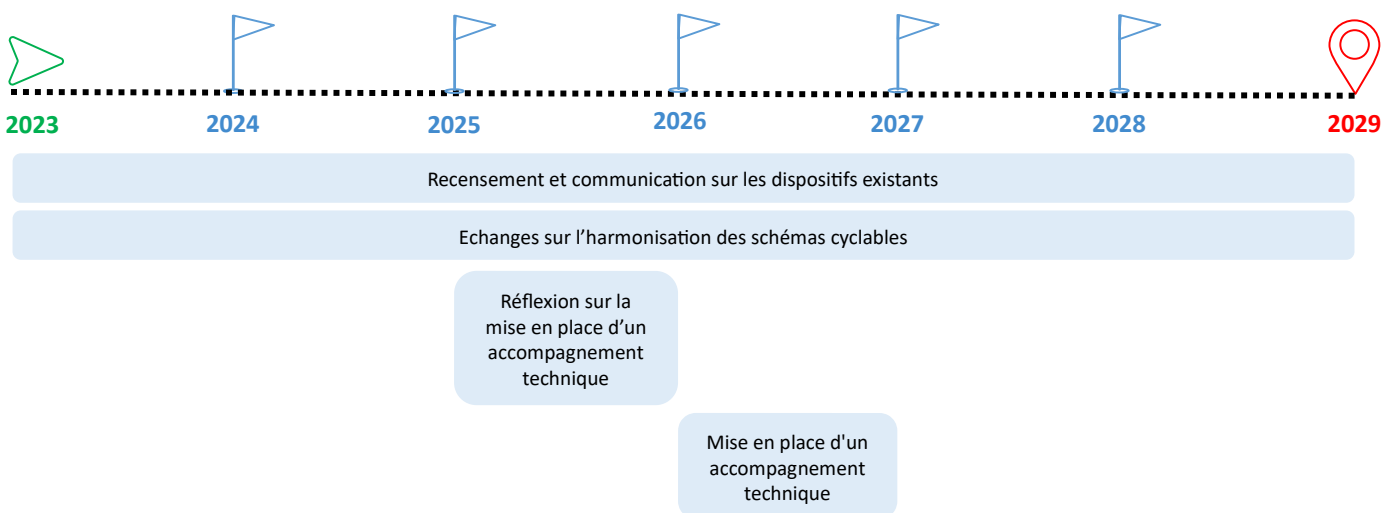 2023
2024
2025
2026
2027
2028
2029
Recensement et communication sur les dispositifs existants
Echanges sur l’harmonisation des schémas cyclables
Réflexion sur la
mise en place d’un
accompagnement
technique
Mise en place d'un
accompagnement
technique